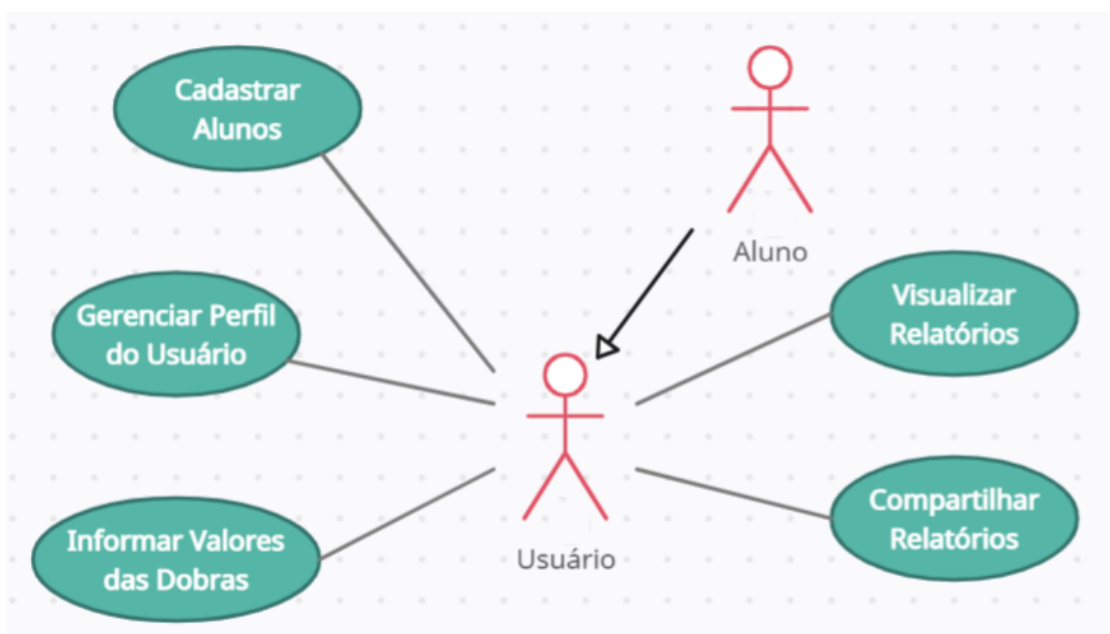 Cadastrar
Alunos
Aluno
Gerenciar Perfil
do Usuário
Visualizar
Relatórios
Informar Valores
das Dobras
Usuário
Compartilhar
Relatórios